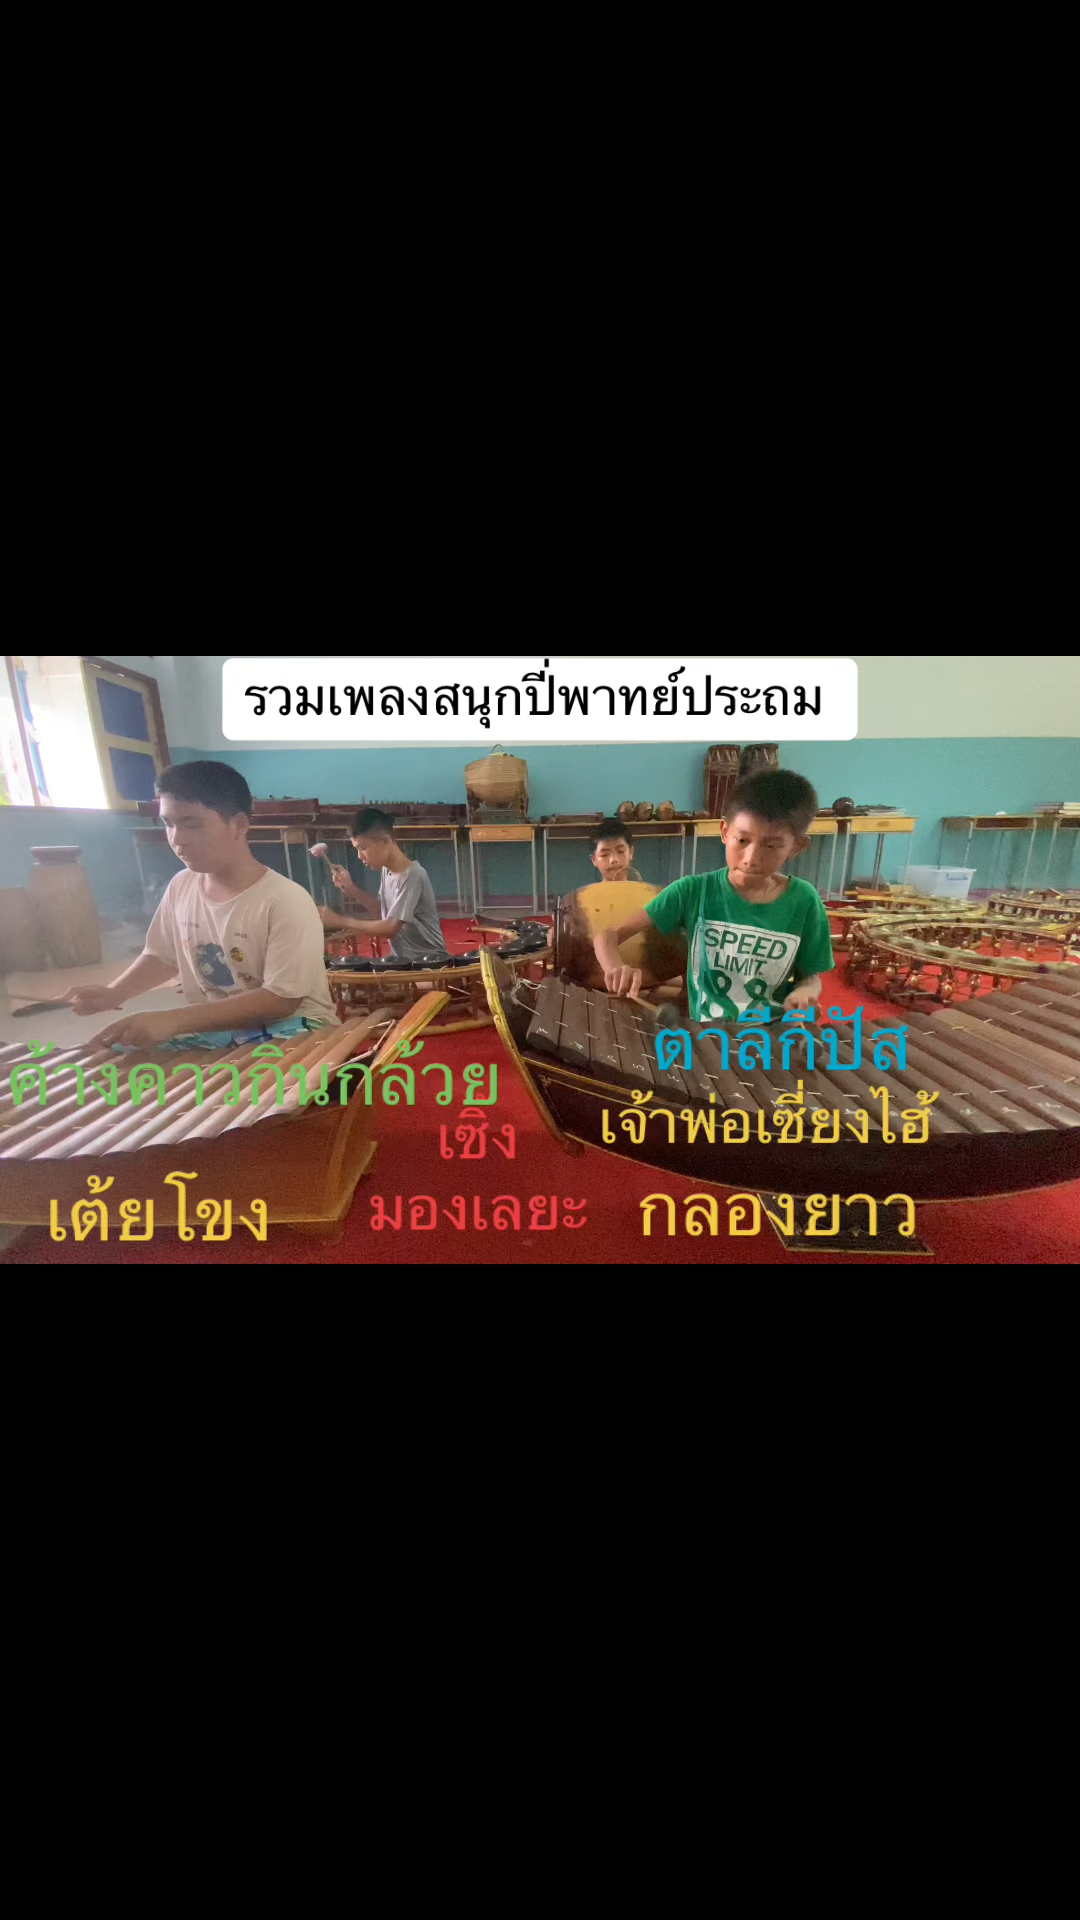 รวมเพลงสนุกปี่พาทย์ประถม
SPEED
LIMIT
88
ตาลีกีปัส
ค้างคาวกินกล้วย
เจ้าพ่อเซี่ยงไฮ้
เซิ้ง
เต้ยโขง
มองเลยะ
กลองยาว